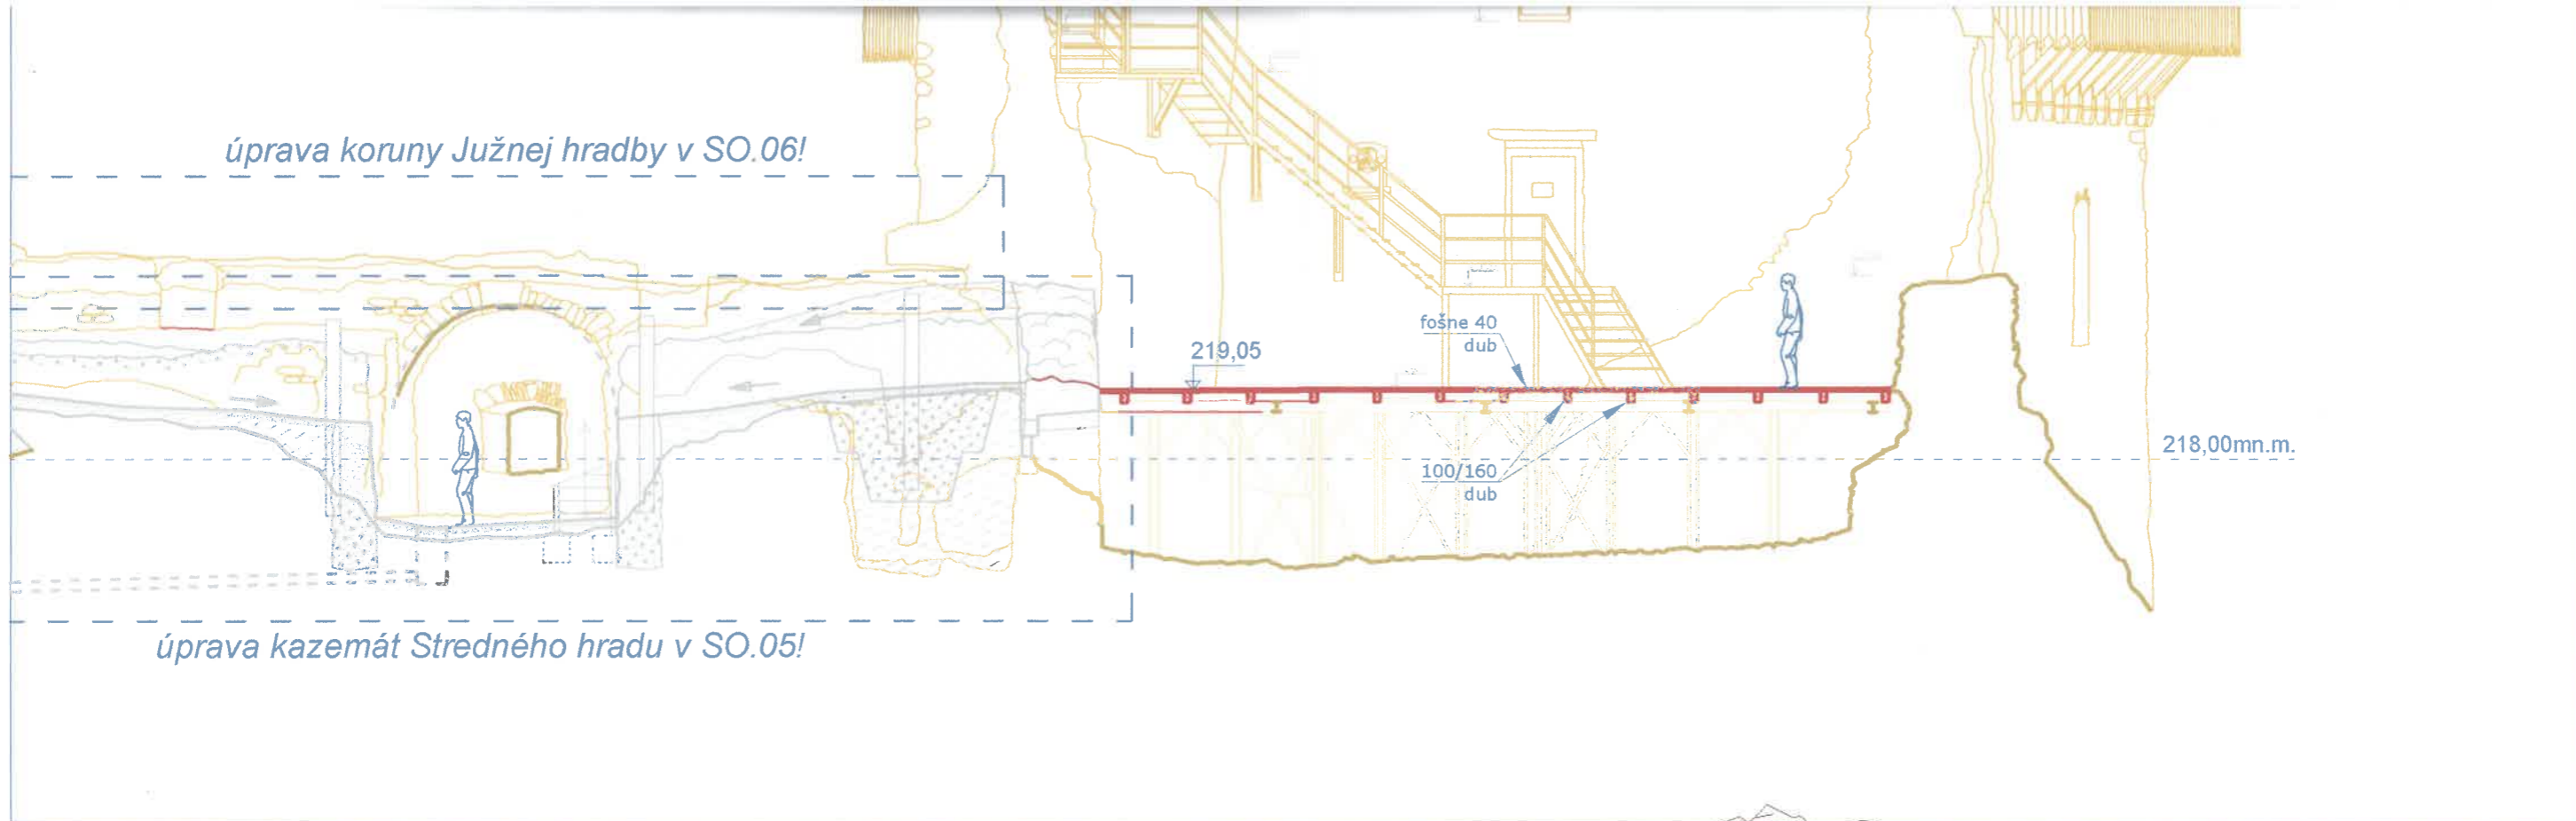 úprava koruny Južnej hradby v SO.06!
fošne 40
dub
219,05
218,00mn.m.
100/160
dub
úprava kazemát Stredného hradu v SO.05!